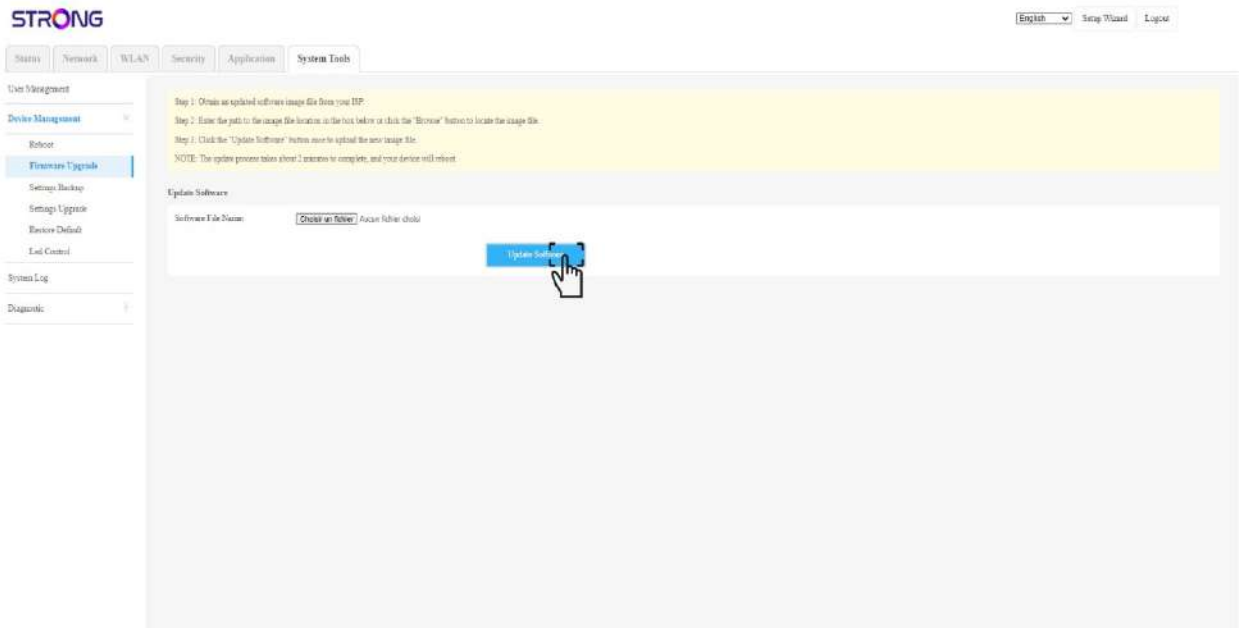 STRONG
English Setup Wizard Logout
Status Network WLAN Security Application System Tools
User Management
Device Management
Reboot
Firmware Upgrade
Settings Backup
Settings Upgrade
Restore Default
Led Control
System Log
Diagnostic
Step 1: Obtain an updated software image file from your ISP.
Step 2: Enter the path to the image file location in the box below or click the "Browse" button to locate the image file.
Step 3: Click the "Update Software" button once to upload the new image file.
NOTE: The update process takes about 2 minutes to complete, and your device will reboot.
Update Software
Software File Name: Choisir un fichier Aucun fichier choisi
Update Software